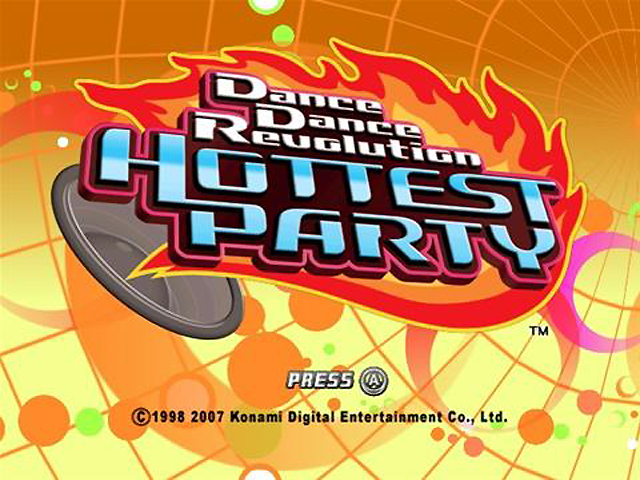 Dance
Dance
Revolution
HOTTEST
PARTY
TM
PRESS A
©1998 2007 Konami Digital Entertainment Co., Ltd.